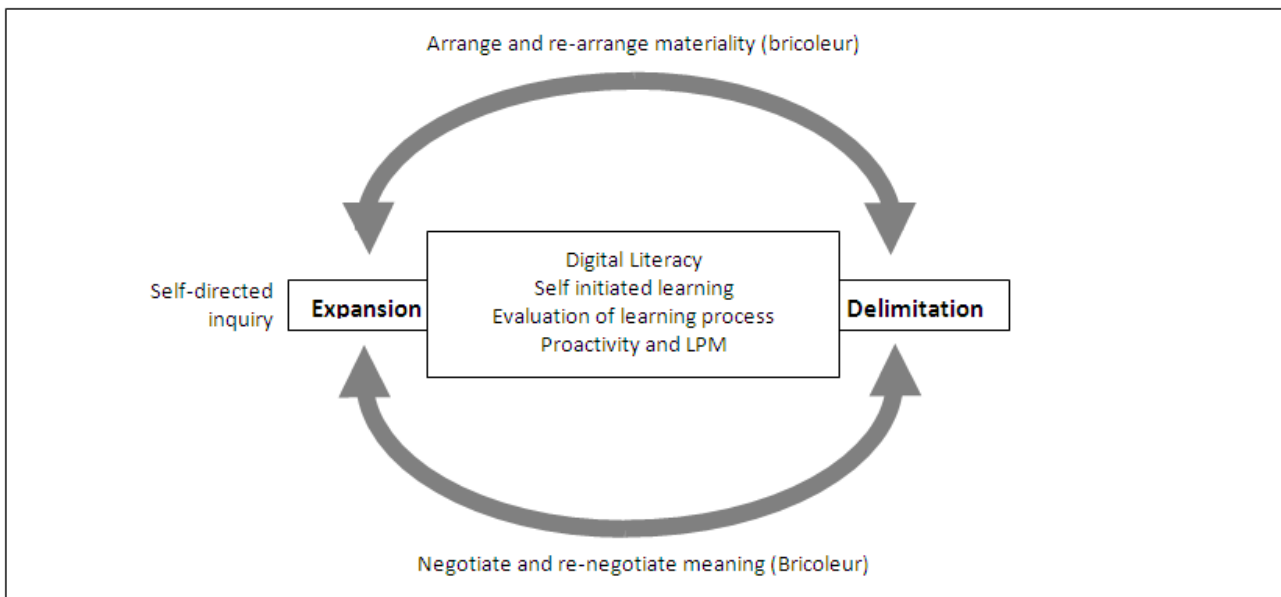 Arrange and re-arrange materiality (bricoleur)
Self-directed
inquiry
Expansion
Digital Literacy
Self initiated learning
Evaluation of learning process
Proactivity and LPM
Delimitation
Negotiate and re-negotiate meaning (Bricoleur)